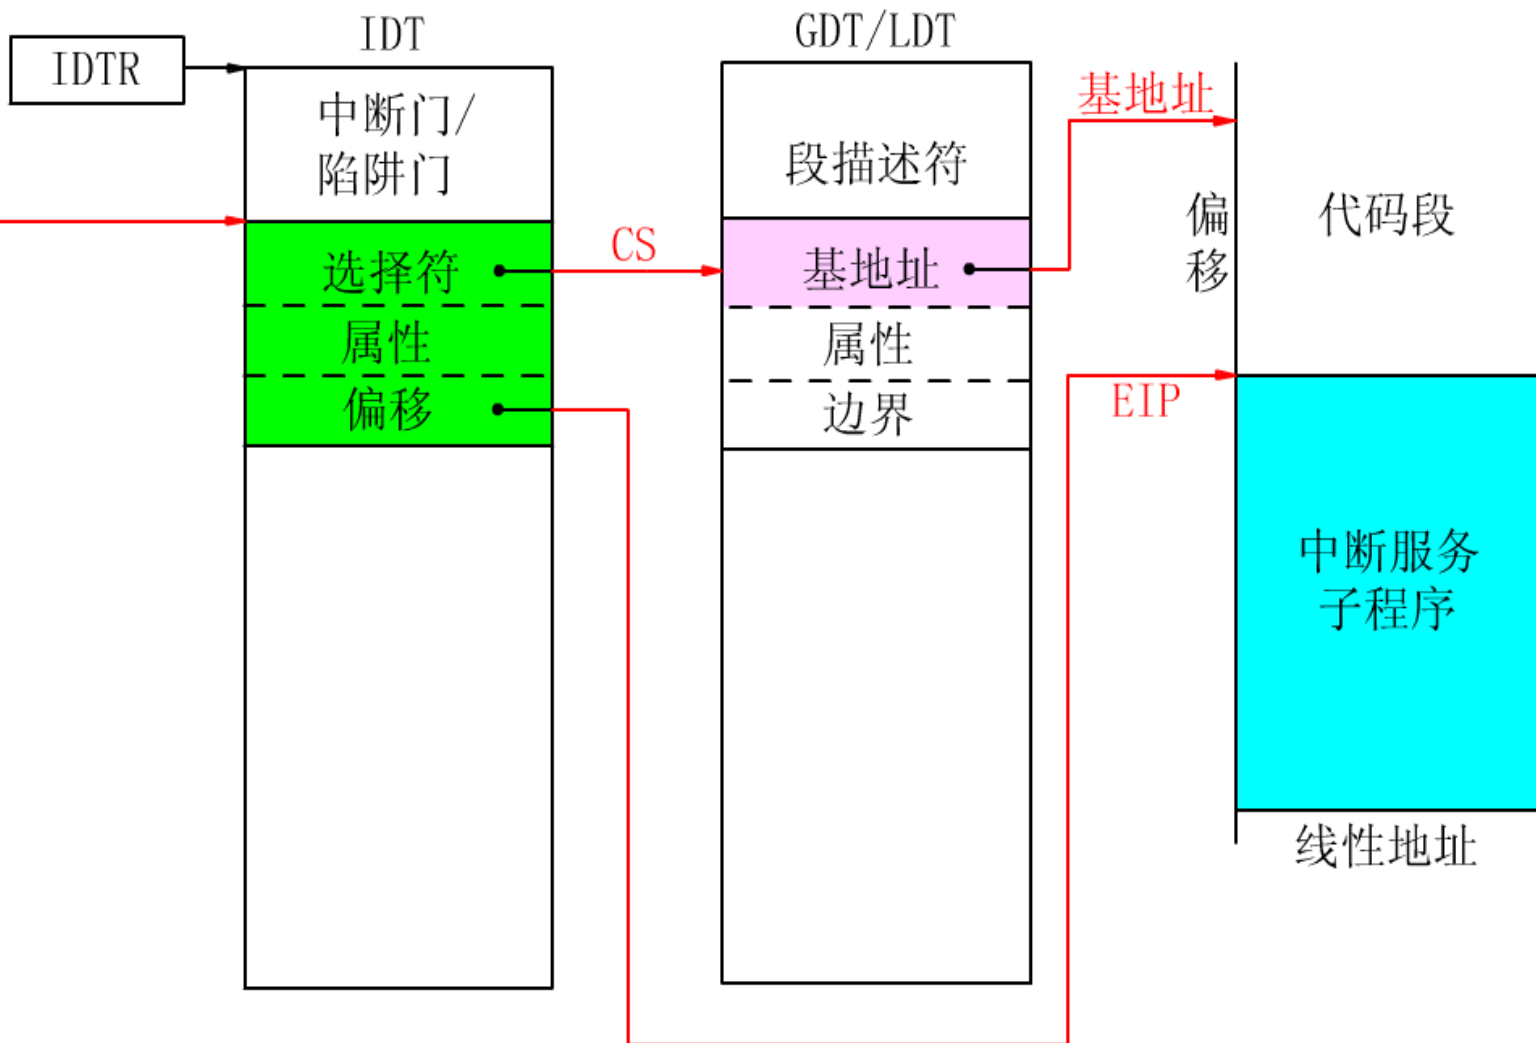 IDTR
IDT
中断门/
陷阱门
选择符
属性
偏移
CS
GDT/LDT
段描述符
基地址
属性
边界
基地址
偏
移
代码段
EIP
中断服务
子程序
线性地址